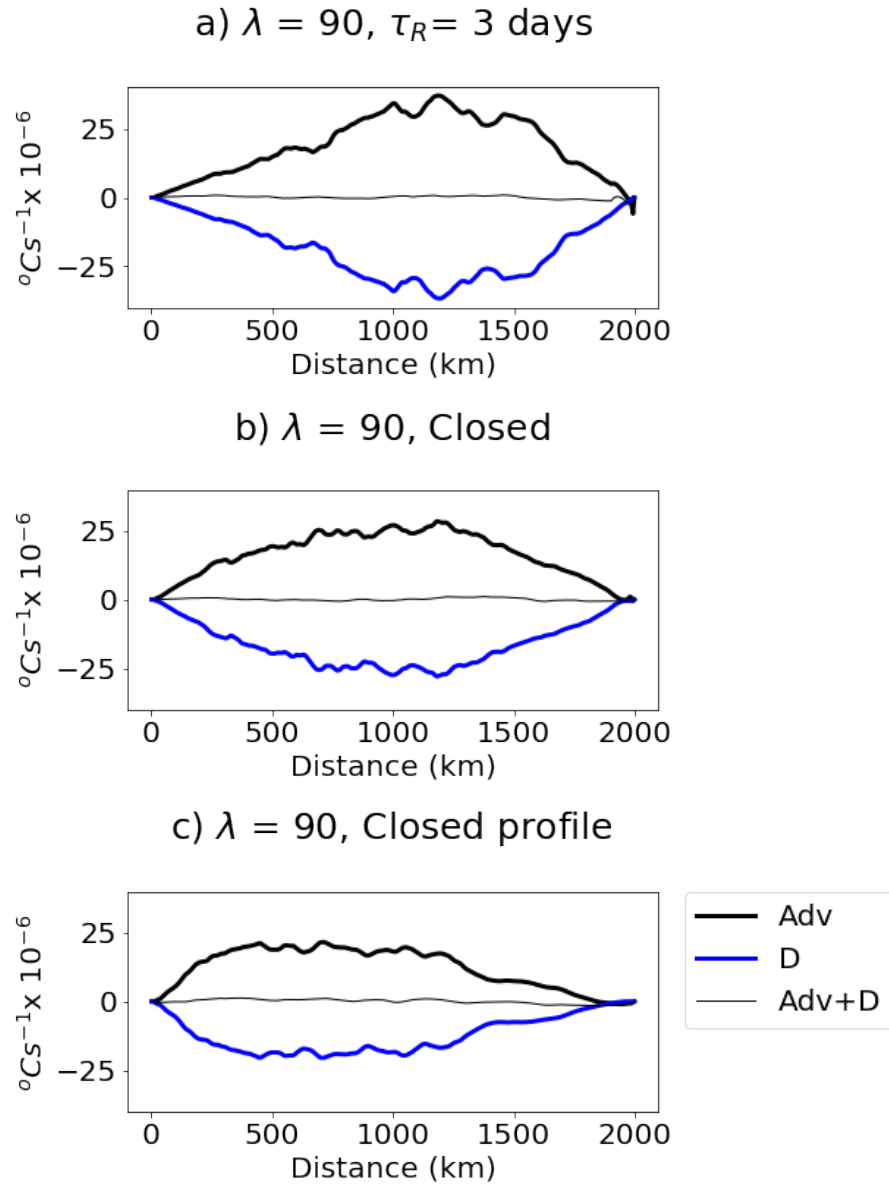 a) λ = 90, τ_R= 3 days
°Cs⁻¹x 10⁻⁶
25
0
−25
0 500 1000 1500 2000
Distance (km)
b) λ = 90, Closed
°Cs⁻¹x 10⁻⁶
25
0
−25
0 500 1000 1500 2000
Distance (km)
c) λ = 90, Closed profile
°Cs⁻¹x 10⁻⁶
25
0
−25
0 500 1000 1500 2000
Distance (km)
Adv
D
Adv+D